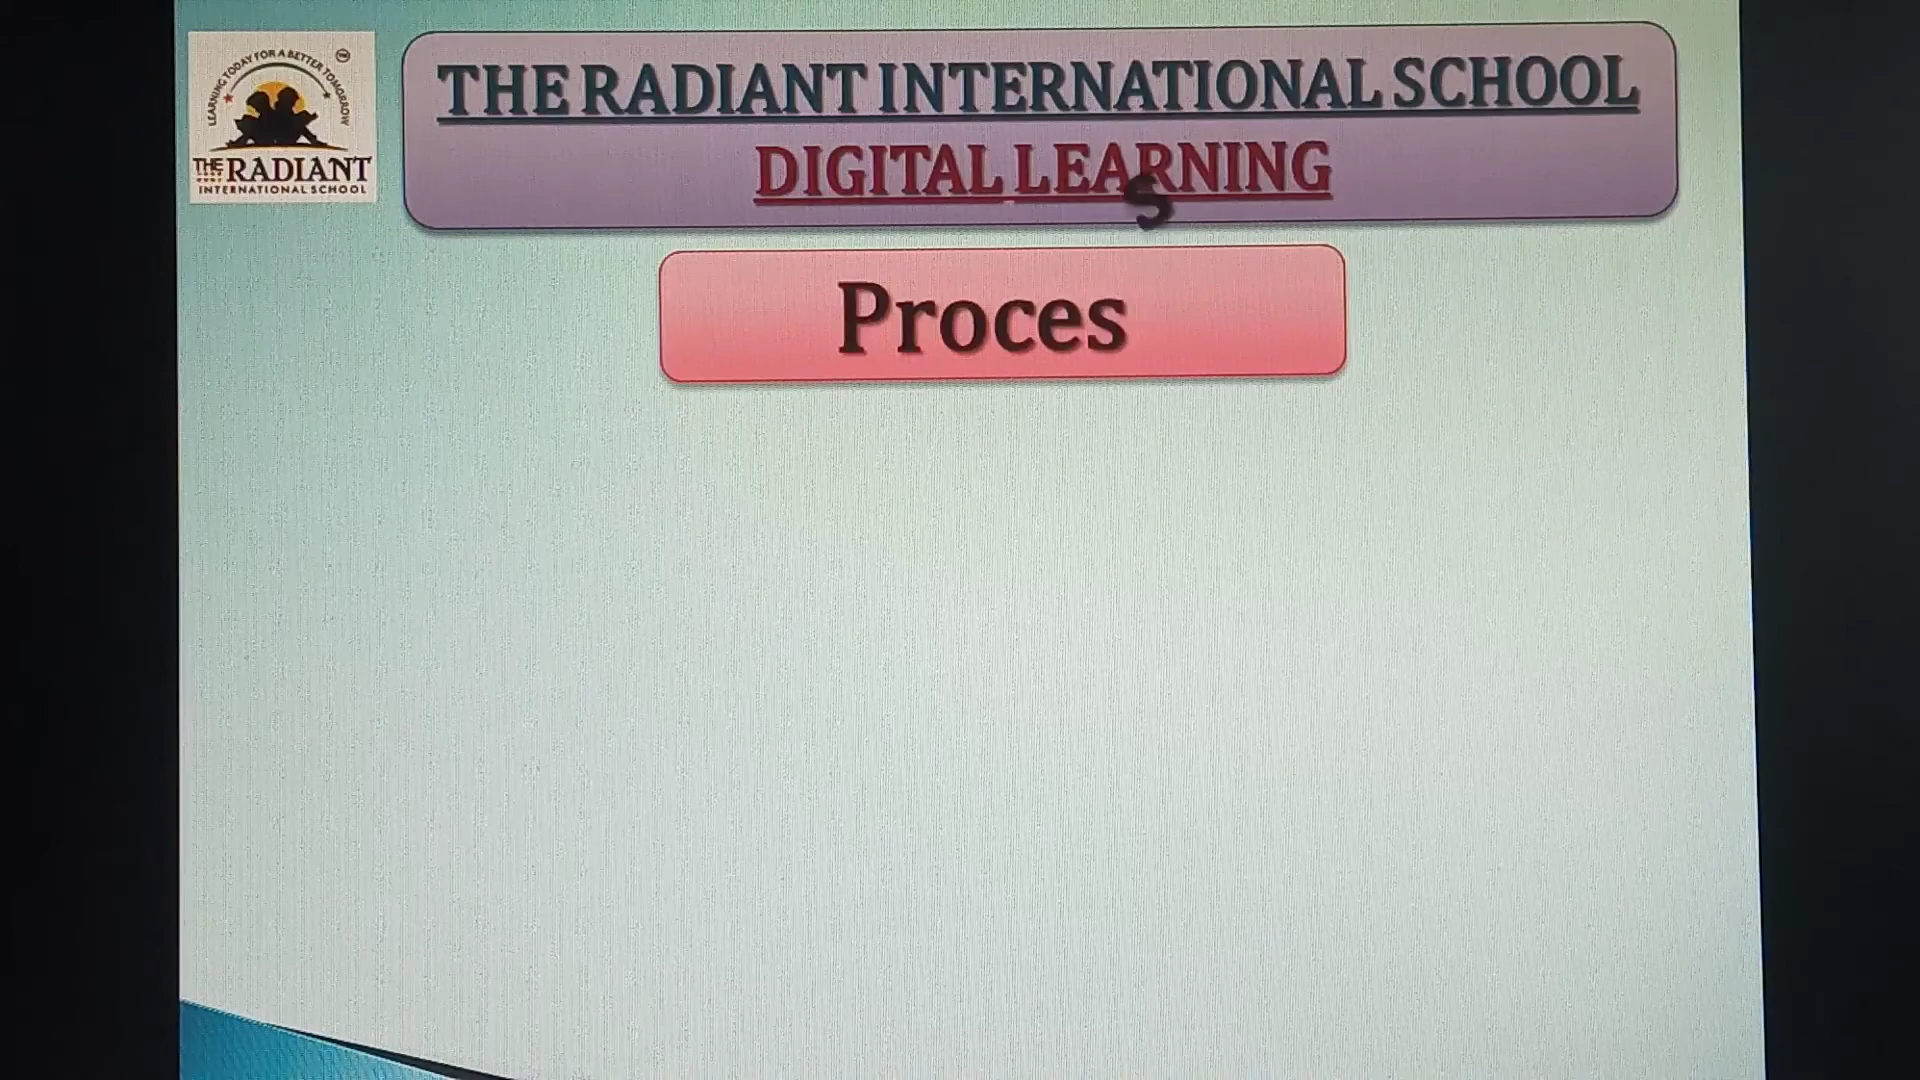 LEARNING TODAY FOR A BETTER TOMORROW
THE RADIANT
INTERNATIONAL SCHOOL
THE RADIANT INTERNATIONAL SCHOOL
DIGITAL LEARNING
s
Proces